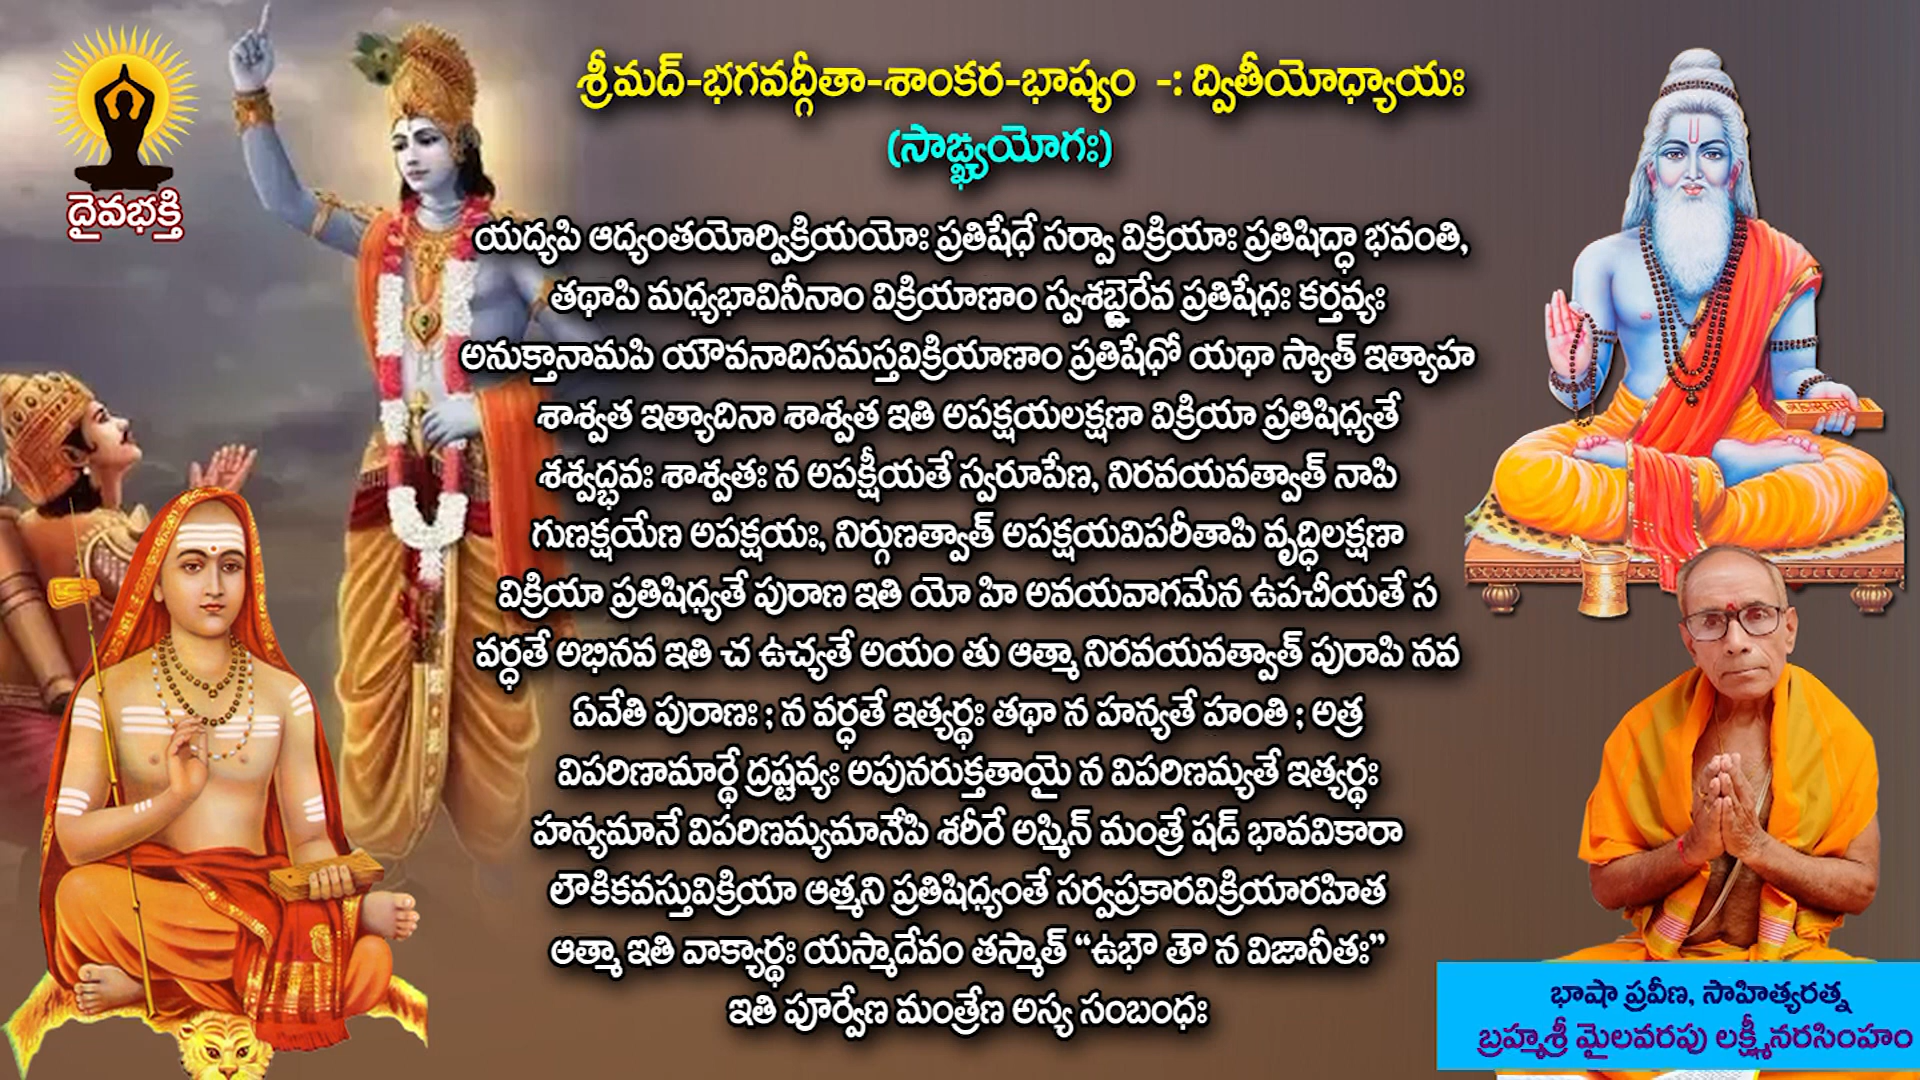 దైవభక్తి
శ్రీమద్-భగవద్గీతా-శాంకర-భాష్యం -: ద్వితీయోధ్యాయః
(సాఙ్ఖ్యయోగః)
యద్యపి ఆద్యంతయోర్విక్రియయోః ప్రతిషేధే సర్వా విక్రియాః ప్రతిషిద్ధా భవంతి,
తథాపి మధ్యభావినీనాం విక్రియాణాం స్వశబ్దైరేవ ప్రతిషేధః కర్తవ్యః
అనుక్తానామపి యౌవనాదిసమస్తవిక్రియాణాం ప్రతిషేధో యథా స్యాత్ ఇత్యాహ
శాశ్వత ఇత్యాదినా శాశ్వత ఇతి అపక్షయలక్షణా విక్రియా ప్రతిషిధ్యతే
శశ్వద్భవః శాశ్వతః న అపక్షీయతే స్వరూపేణ, నిరవయవత్వాత్ నాపి
గుణక్షయేణ అపక్షయః, నిర్గుణత్వాత్ అపక్షయవిపరీతాపి వృద్ధిలక్షణా
విక్రియా ప్రతిషిధ్యతే పురాణ ఇతి యో హి అవయవాగమేన ఉపచీయతే స
వర్ధతే అభినవ ఇతి చ ఉచ్యతే అయం తు ఆత్మా నిరవయవత్వాత్ పురాపి నవ
ఏవేతి పురాణః ; న వర్ధతే ఇత్యర్థః తథా న హన్యతే హంతి ; అత్ర
విపరిణామార్థే ద్రష్టవ్యః అపునరుక్తతాయై న విపరిణమ్యతే ఇత్యర్థః
హన్యమానే విపరిణమ్యమానేపి శరీరే అస్మిన్ మంత్రే షడ్ భావవికారా
లౌకికవస్తువిక్రియా ఆత్మని ప్రతిషిధ్యంతే సర్వప్రకారవిక్రియారహిత
ఆత్మా ఇతి వాక్యార్థః యస్మాదేవం తస్మాత్ “ఉభౌ తౌ న విజానీతః”
ఇతి పూర్వేణ మంత్రేణ అస్య సంబంధః
భాషా ప్రవీణ, సాహిత్యరత్న
బ్రహ్మశ్రీ మైలవరపు లక్ష్మీనరసింహం